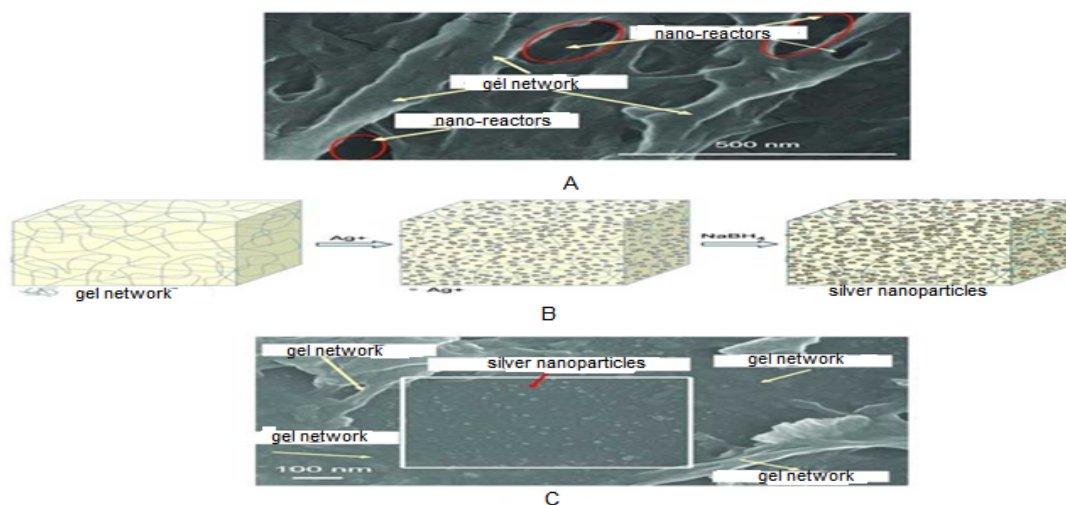 nano-reactors
gel network
nano-reactors
500 nm
A
Ag+
NaBH₄
gel network
Ag+
silver nanoparticles
B
gel network
silver nanoparticles
gel network
gel network
100 nm
gel network
C